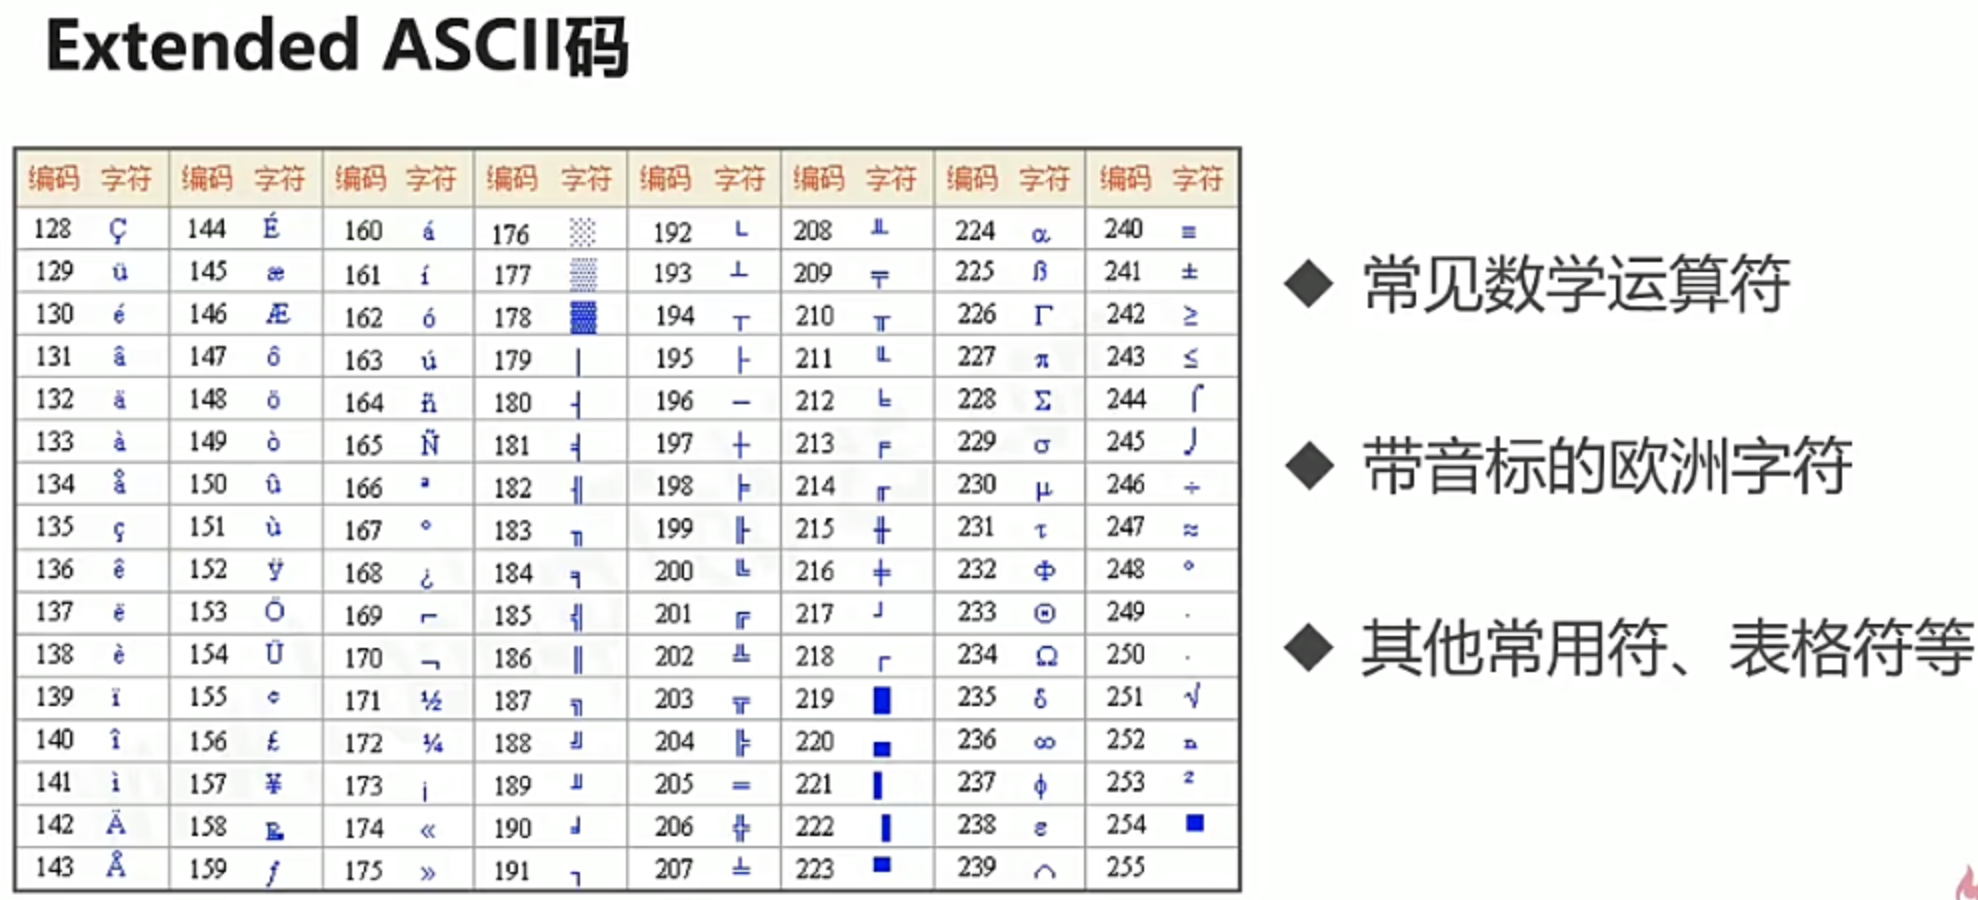 Extended ASCII码
编码 字符 编码 字符 编码 字符 编码 字符 编码 字符 编码 字符 编码 字符 编码 字符
128 Ç 144 É 160 á 176 ░ 192 └ 208 ╨ 224 α 240 ≡
129 ü 145 æ 161 í 177 ▒ 193 ┴ 209 ╤ 225 ß 241 ±
130 é 146 Æ 162 ó 178 ▓ 194 ┬ 210 ╥ 226 Γ 242 ≥
131 â 147 ô 163 ú 179 │ 195 ├ 211 ╙ 227 π 243 ≤
132 ä 148 ö 164 ñ 180 ┤ 196 ─ 212 ╘ 228 Σ 244 ⌠
133 à 149 ò 165 Ñ 181 ╡ 197 ┼ 213 ╒ 229 σ 245 ⌡
134 å 150 û 166 ª 182 ╢ 198 ╞ 214 ╓ 230 µ 246 ÷
135 ç 151 ù 167 º 183 ╖ 199 ╟ 215 ╫ 231 τ 247 ≈
136 ê 152 ÿ 168 ¿ 184 ╕ 200 ╚ 216 ╪ 232 Φ 248 °
137 ë 153 Ö 169 ⌐ 185 ╣ 201 ╔ 217 ┘ 233 Θ 249 ∙
138 è 154 Ü 170 ¬ 186 ║ 202 ╩ 218 ┌ 234 Ω 250 ·
139 ï 155 ¢ 171 ½ 187 ╗ 203 ╦ 219 █ 235 δ 251 √
140 î 156 £ 172 ¼ 188 ╝ 204 ╠ 220 ▄ 236 ∞ 252 ⁿ
141 ì 157 ¥ 173 ¡ 189 ╜ 205 ═ 221 ▌ 237 φ 253 ²
142 Ä 158 ₧ 174 « 190 ╛ 206 ╬ 222 ▐ 238 ε 254 ■
143 Å 159 ƒ 175 » 191 ┐ 207 ╧ 223 ▀ 239 ∩ 255
◆ 常见数学运算符
◆ 带音标的欧洲字符
◆ 其他常用符、表格符等